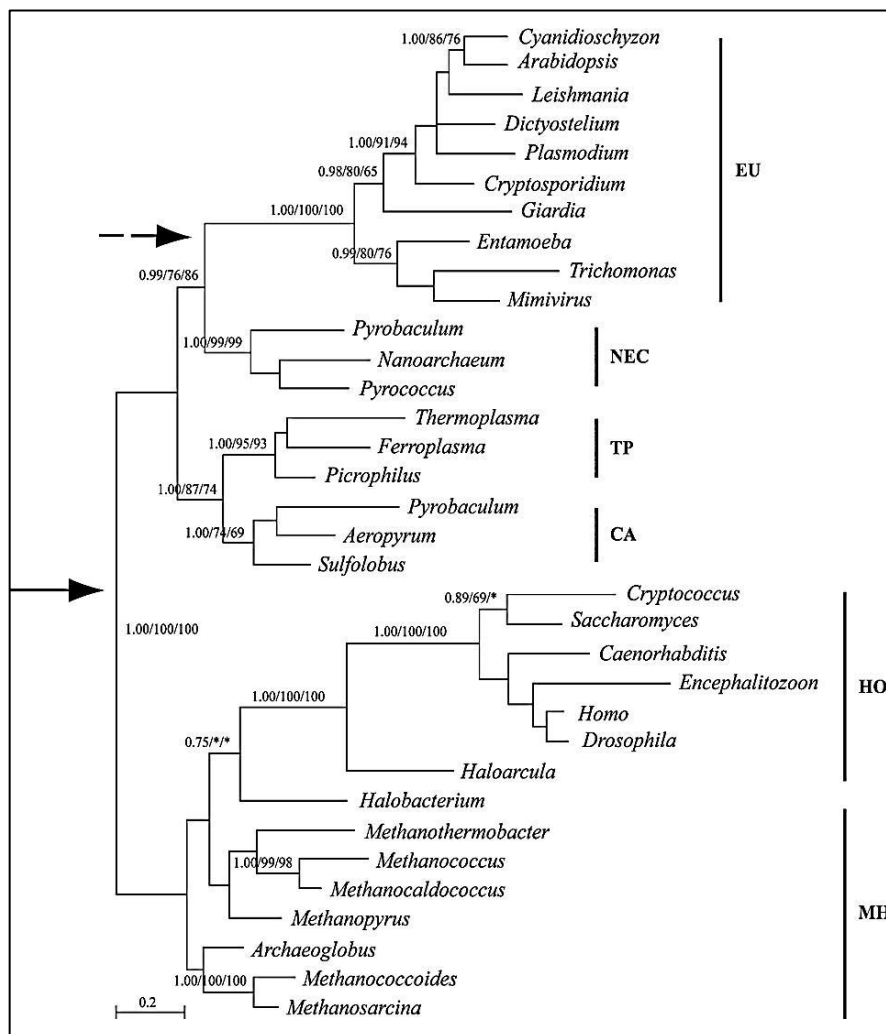 1.00/86/76
Cyanidioschyzon
Arabidopsis
Leishmania
Dictyostelium
1.00/91/94
Plasmodium
0.98/80/65
EU
Cryptosporidium
1.00/100/100
Giardia
0.99/80/76
Entamoeba
0.99/76/86
Trichomonas
Mimivirus
Pyrobaculum
1.00/99/99
Nanoarchaeum
NEC
Pyrococcus
Thermoplasma
1.00/95/93
Ferroplasma
TP
Picrophilus
1.00/87/74
Pyrobaculum
1.00/74/69
Aeropyrum
CA
Sulfolobus
0.89/69/*
Cryptococcus
Saccharomyces
1.00/100/100
1.00/100/100
Caenorhabditis
Encephalitozoon
HO
1.00/100/100
Homo
Drosophila
0.75/*/*
Haloarcula
Halobacterium
Methanothermobacter
1.00/99/98
Methanococcus
Methanocaldococcus
Methanopyrus
MH
Archaeoglobus
1.00/100/100
Methanococcoides
0.2
Methanosarcina